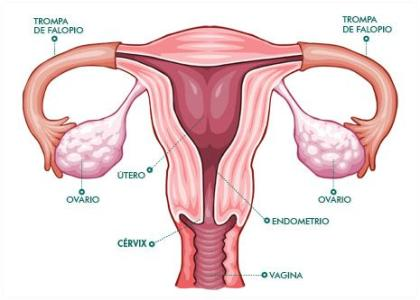 TROMPA
DE FALOPIO
TROMPA
DE FALOPIO
OVARIO
ÚTERO
OVARIO
ENDOMETRIO
CÉRVIX
VAGINA